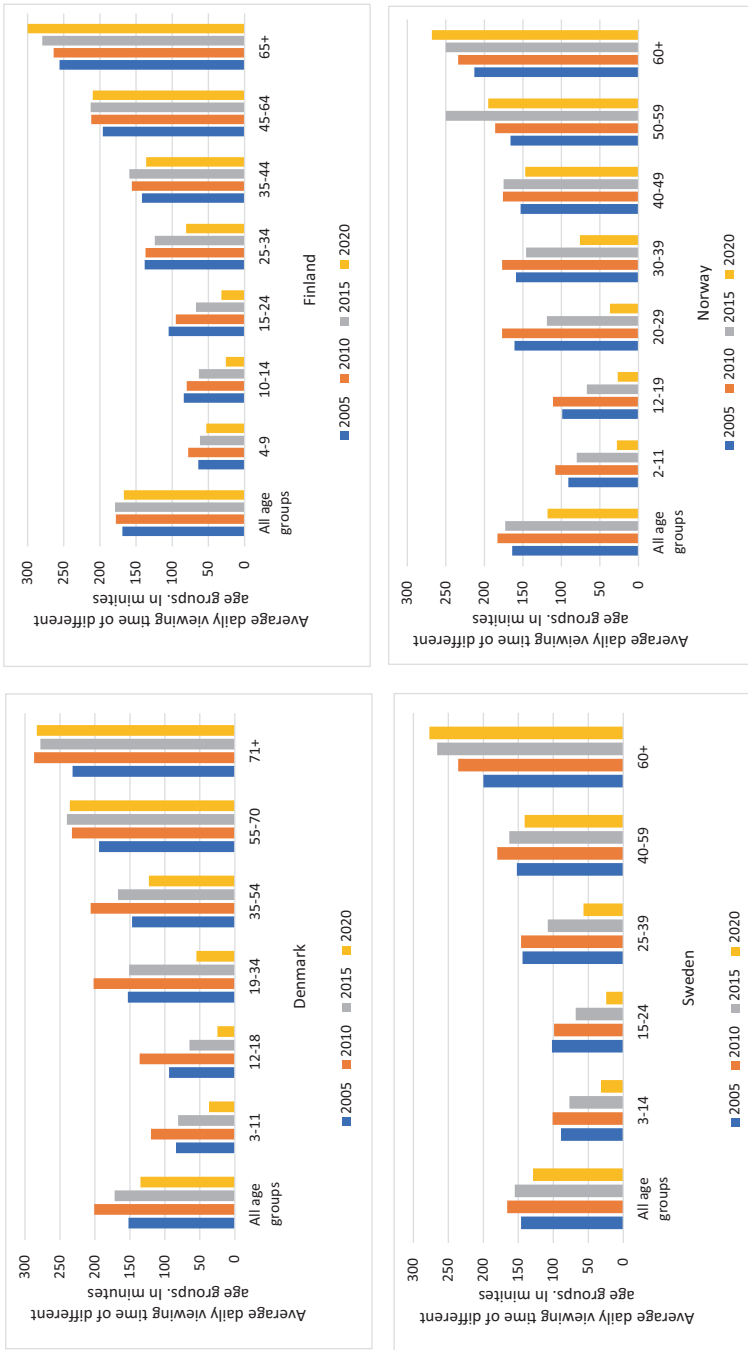 Average daily viewing time of different
age groups. In minutes
300
250
200
150
100
50
0
All age
groups
3-11
12-18
19-34
35-54
55-70
71+
Denmark
2005 2010 2015 2020
Average daily viewing time of different
age groups. In minites
300
250
200
150
100
50
0
All age
groups
4-9
10-14
15-24
25-34
35-44
45-64
65+
Finland
2005 2010 2015 2020
Average daily viewing time of different
age groups. In minites
300
250
200
150
100
50
0
All age
groups
3-14
15-24
25-39
40-59
60+
Sweden
2005 2010 2015 2020
Average daily veiwing time of different
age groups. In minites
300
250
200
150
100
50
0
All age
groups
2-11
12-19
20-29
30-39
40-49
50-59
60+
Norway
2005 2010 2015 2020